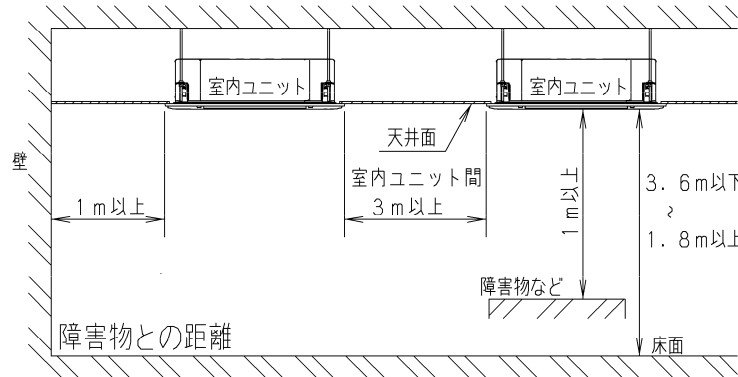 室内ユニット
室内ユニット
天井面
壁
室内ユニット間
1m以上
3m以上
1m以上
3.6m以下
~
1.8m以上
障害物など
障害物との距離
床面